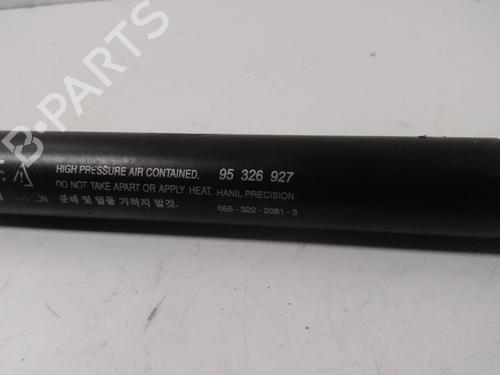 HIGH PRESSURE AIR CONTAINED. 95 326 927
DO NOT TAKE APART OR APPLY HEAT. HANIL PRECISION
분해 및 열을 가하지 말것. 055-322-2081-3
B-PARTS